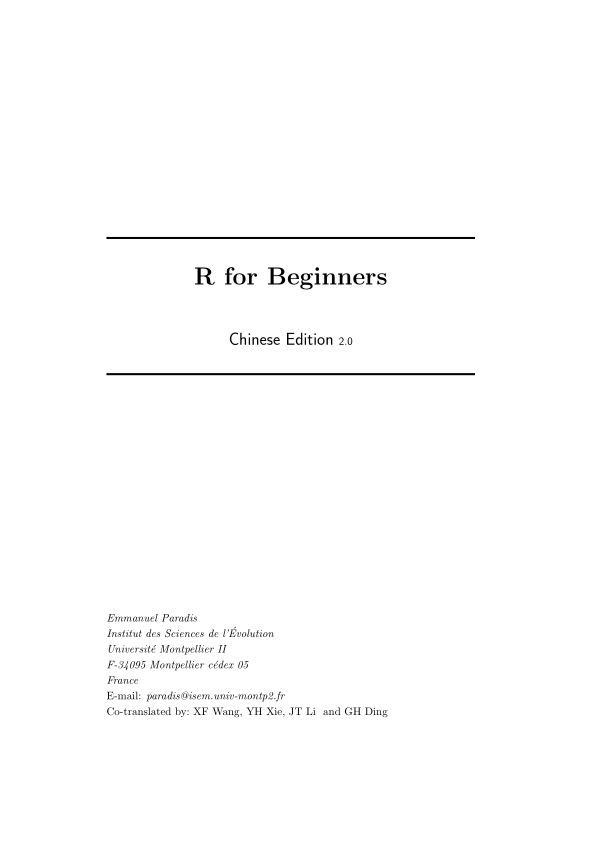 R for Beginners
Chinese Edition 2.0
Emmanuel Paradis
Institut des Sciences de l'Évolution
Université Montpellier II
F-34095 Montpellier cédex 05
France
E-mail: paradis@isem.univ-montp2.fr
Co-translated by: XF Wang, YH Xie, JT Li and GH Ding